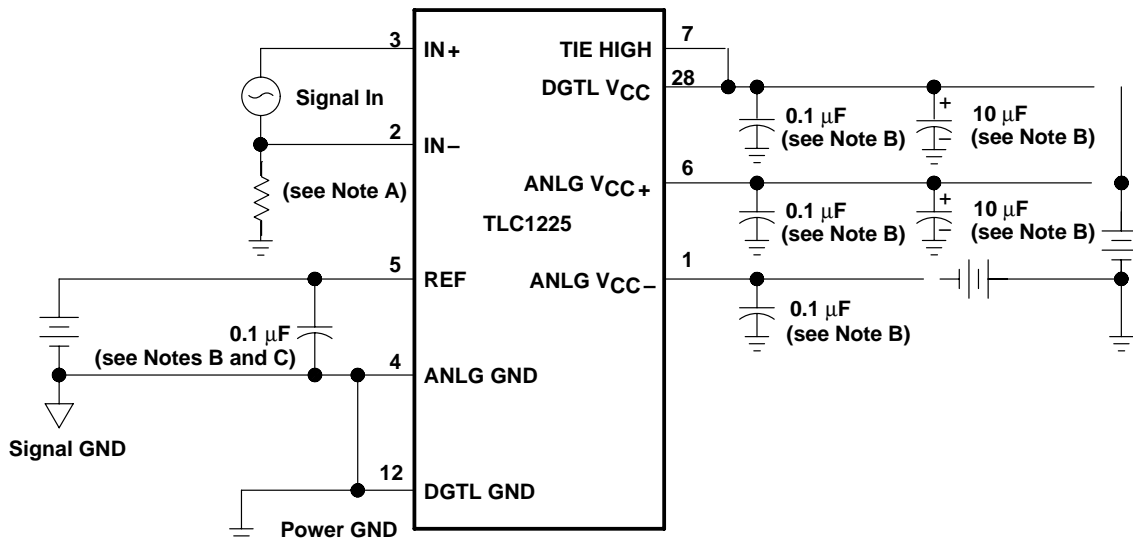 3
IN+
TIE HIGH
7
Signal In
DGTL VCC
28
2
IN–
0.1 μF
(see Note B)
+
–
10 μF
(see Note B)
(see Note A)
ANLG VCC+
6
TLC1225
0.1 μF
(see Note B)
+
–
10 μF
(see Note B)
5
REF
ANLG VCC–
1
0.1 μF
(see Note B)
0.1 μF
(see Notes B and C)
4
ANLG GND
Signal GND
12
DGTL GND
Power GND